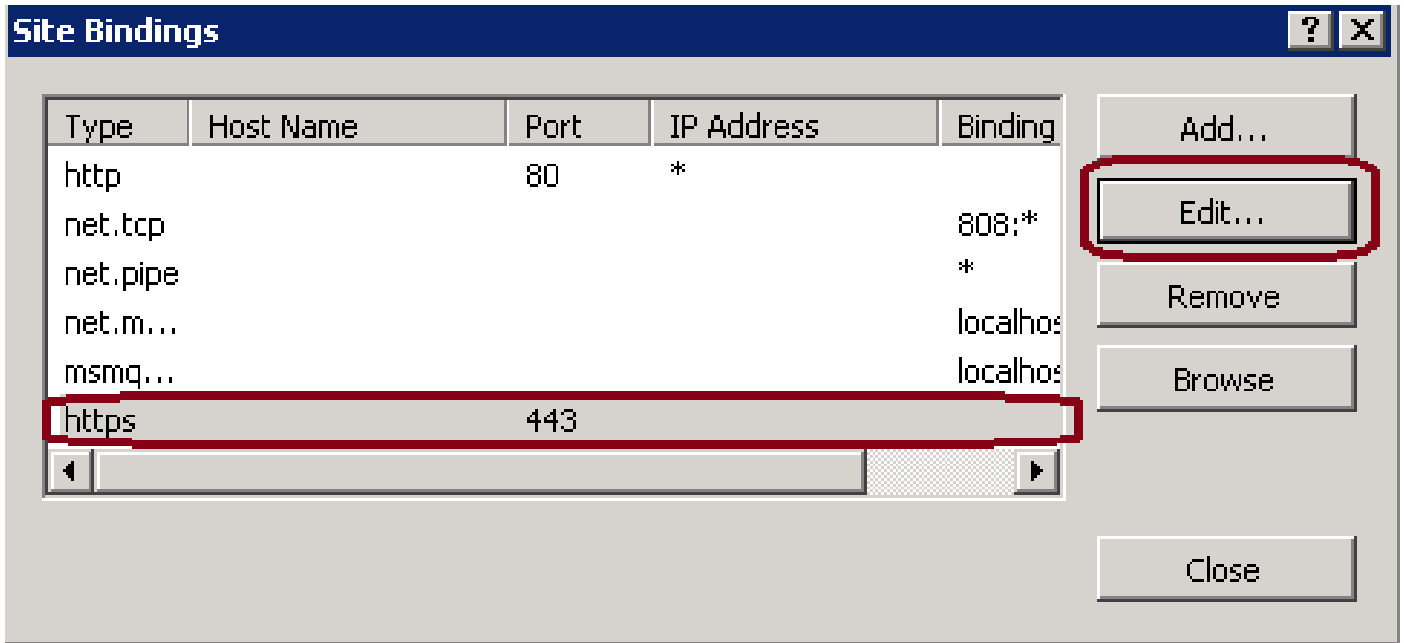 Site Bindings ? X
Type Host Name Port IP Address Binding
http 80 *
net.tcp 808:*
net.pipe *
net.m... localhos
msmq... localhos
https 443
Add...
Edit...
Remove
Browse
Close